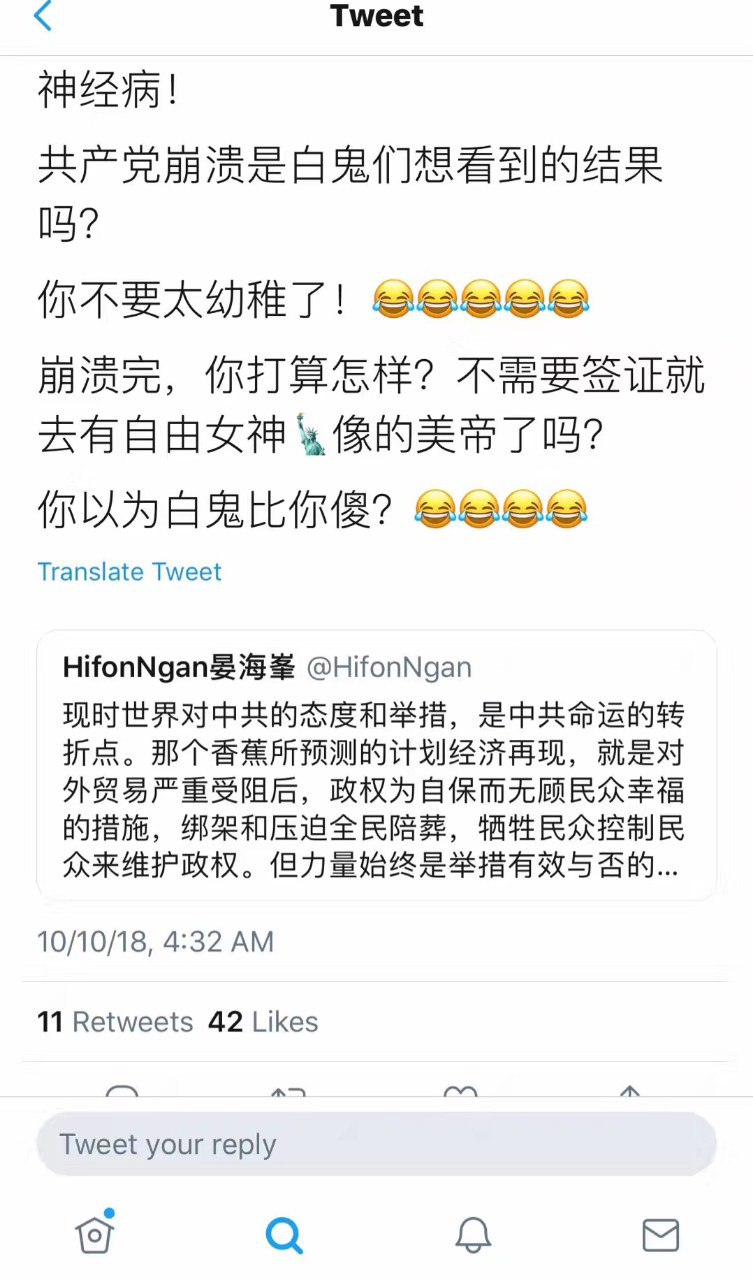 Tweet
神经病！
共产党崩溃是白鬼们想看到的结果
吗？
你不要太幼稚了！😂😂😂😂😂
崩溃完，你打算怎样？不需要签证就
去有自由女神🗽像的美帝了吗？
你以为白鬼比你傻？😂😂😂😂
Translate Tweet
HifonNgan晏海峯 @HifonNgan
现时世界对中共的态度和举措，是中共命运的转
折点。那个香蕉所预测的计划经济再现，就是对
外贸易严重受阻后，政权为自保而无顾民众幸福
的措施，绑架和压迫全民陪葬，牺牲民众控制民
众来维护政权。但力量始终是举措有效与否的...
10/10/18, 4:32 AM
11 Retweets 42 Likes
Tweet your reply